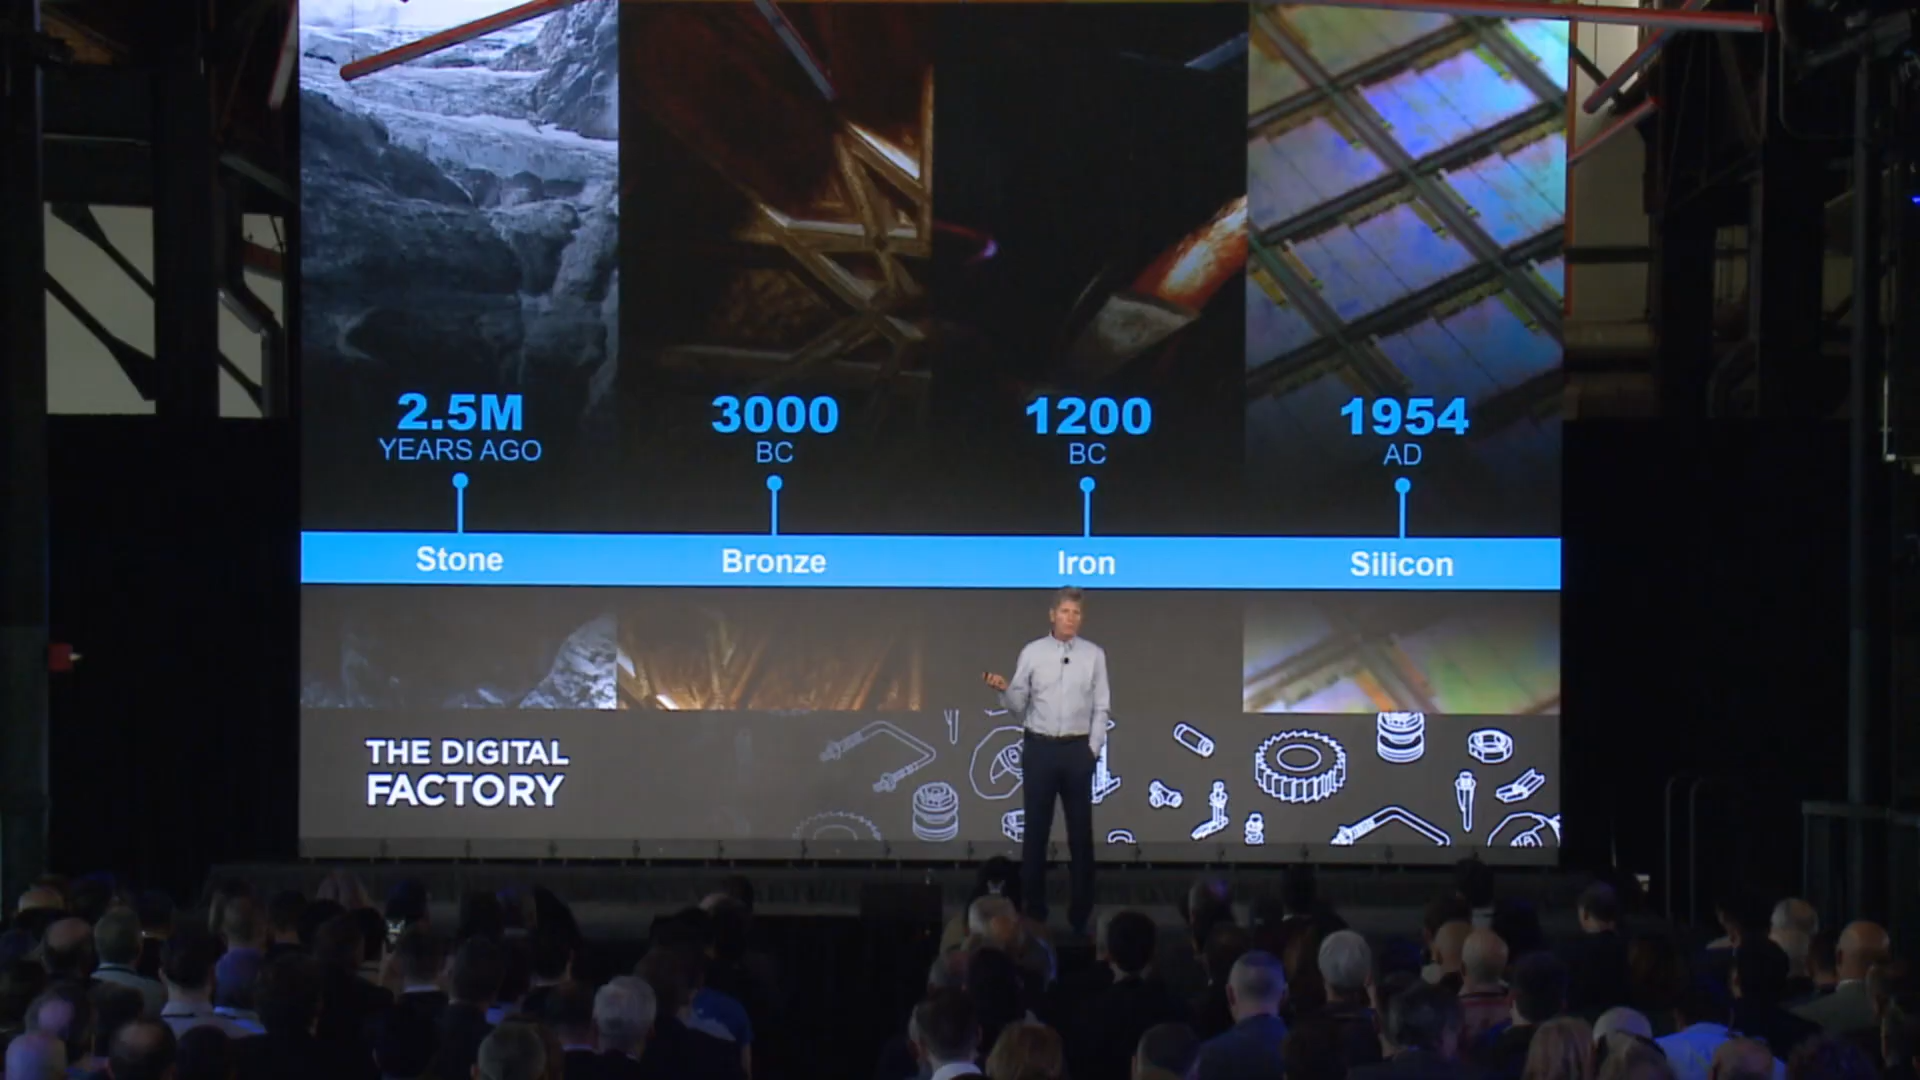 2.5M
YEARS AGO
3000
BC
1200
BC
1954
AD
Stone
Bronze
Iron
Silicon
THE DIGITAL
FACTORY